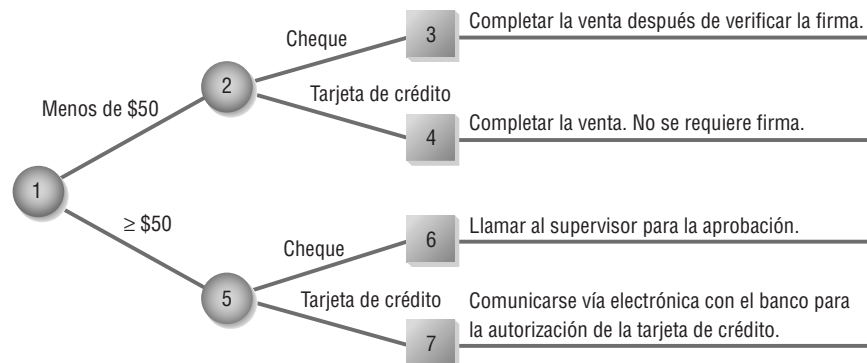 Completar la venta después de verificar la firma.
Cheque
3
2
Tarjeta de crédito
Menos de $50
4
Completar la venta. No se requiere firma.
1
≥ $50
Cheque
6
Llamar al supervisor para la aprobación.
5
Tarjeta de crédito
7
Comunicarse vía electrónica con el banco para
la autorización de la tarjeta de crédito.